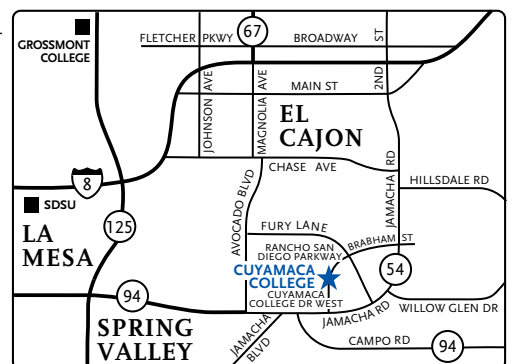 GROSSMONT
COLLEGE
FLETCHER PKWY
67
BROADWAY
2ND ST
MAIN ST
JOHNSON AVE
MAGNOLIA AVE
EL
CAJON
8
CHASE AVE
JAMACHA RD
HILLSDALE RD
SDSU
LA
MESA
125
AVOCADO BLVD
FURY LANE
RANCHO SAN
DIEGO PARKWAY
BRABHAM ST
CUYAMACA
COLLEGE
54
94
CUYAMACA
COLLEGE DR WEST
WILLOW GLEN DR
SPRING
VALLEY
JAMACHA
BLVD
JAMACHA RD
CAMPO RD
94